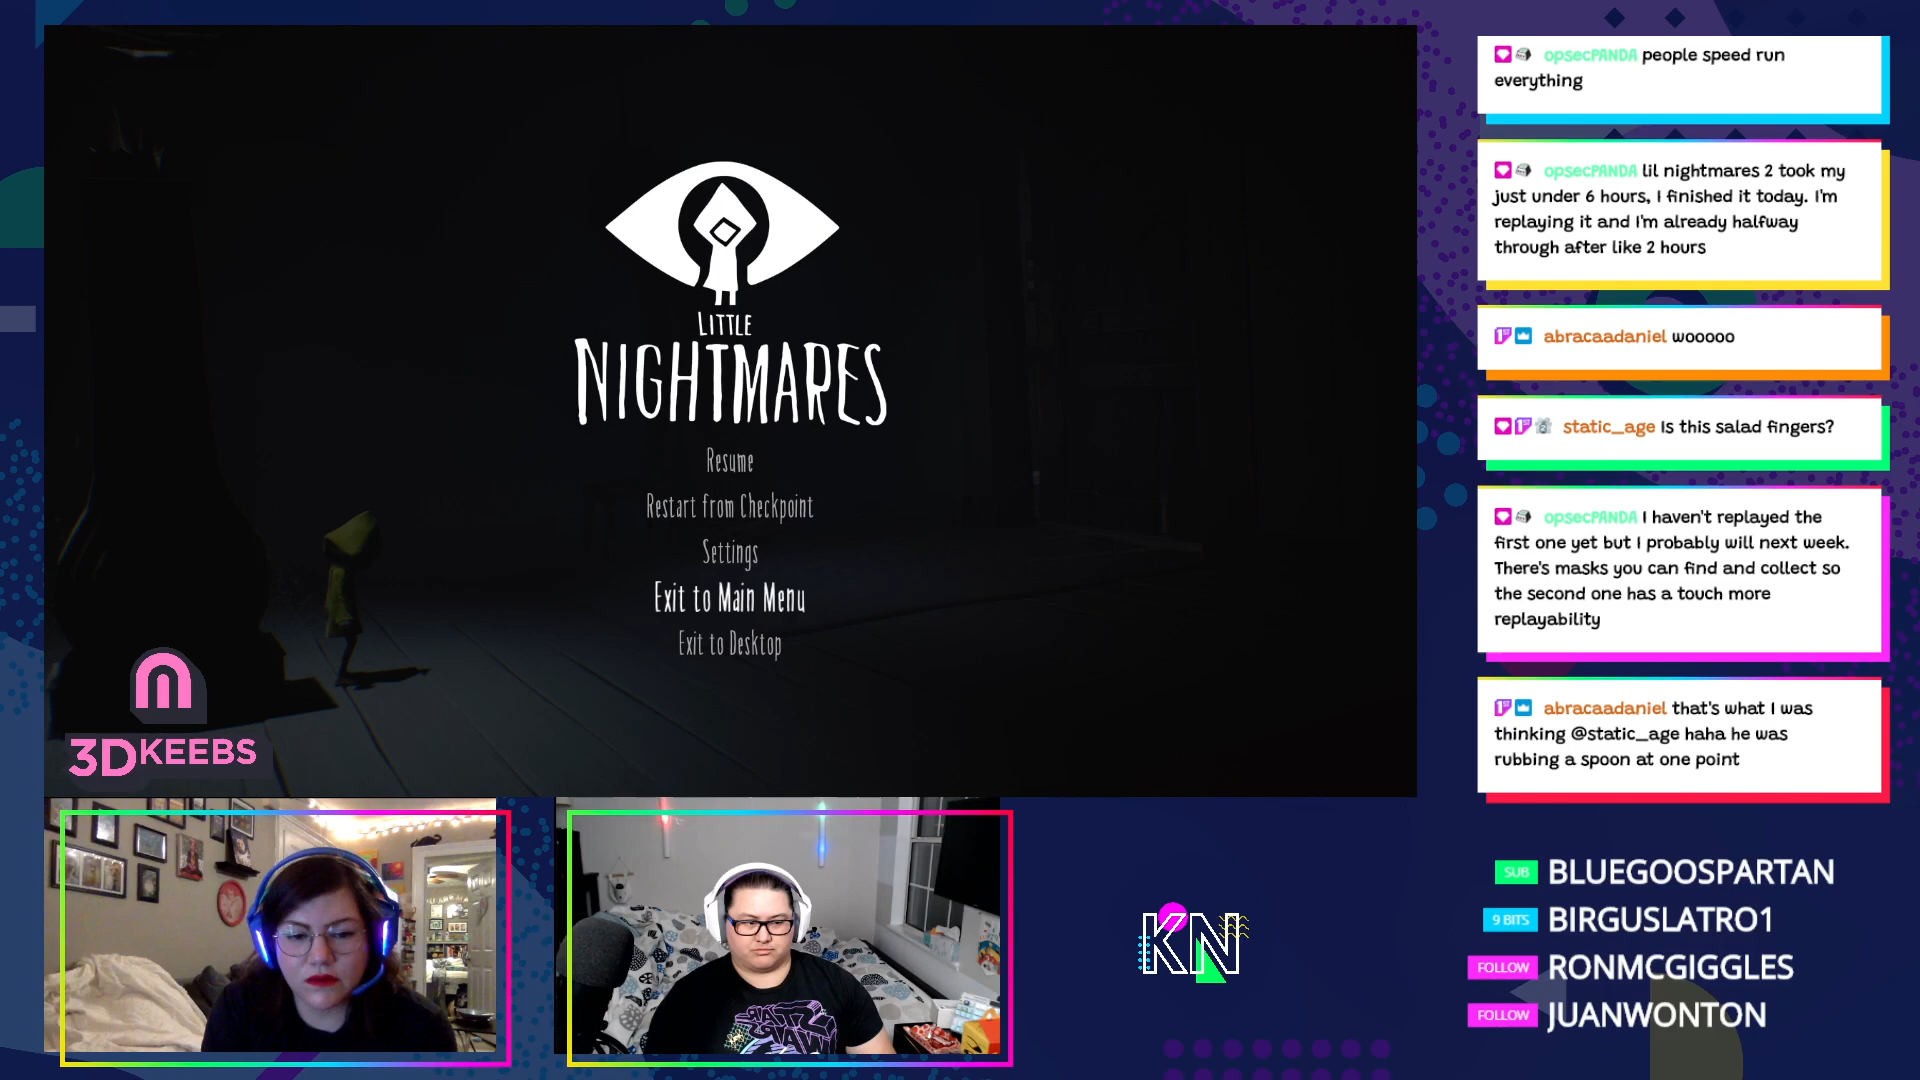 LITTLE
NIGHTMARES
Resume
Restart from Checkpoint
Settings
Exit to Main Menu
Exit to Desktop
3DKEEBS
opsecPANDA people speed run
everything
opsecPANDA lil nightmares 2 took my
just under 6 hours, I finished it today. I'm
replaying it and I'm already halfway
through after like 2 hours
abracaadaniel wooooo
static_age Is this salad fingers?
opsecPANDA I haven't replayed the
first one yet but I probably will next week.
There's masks you can find and collect so
the second one has a touch more
replayability
abracaadaniel that's what I was
thinking @static_age haha he was
rubbing a spoon at one point
KN
SUB BLUEGOOSPARTAN
9 BITS BIRGUSLATRO1
FOLLOW RONMCGIGGLES
FOLLOW JUANWONTON